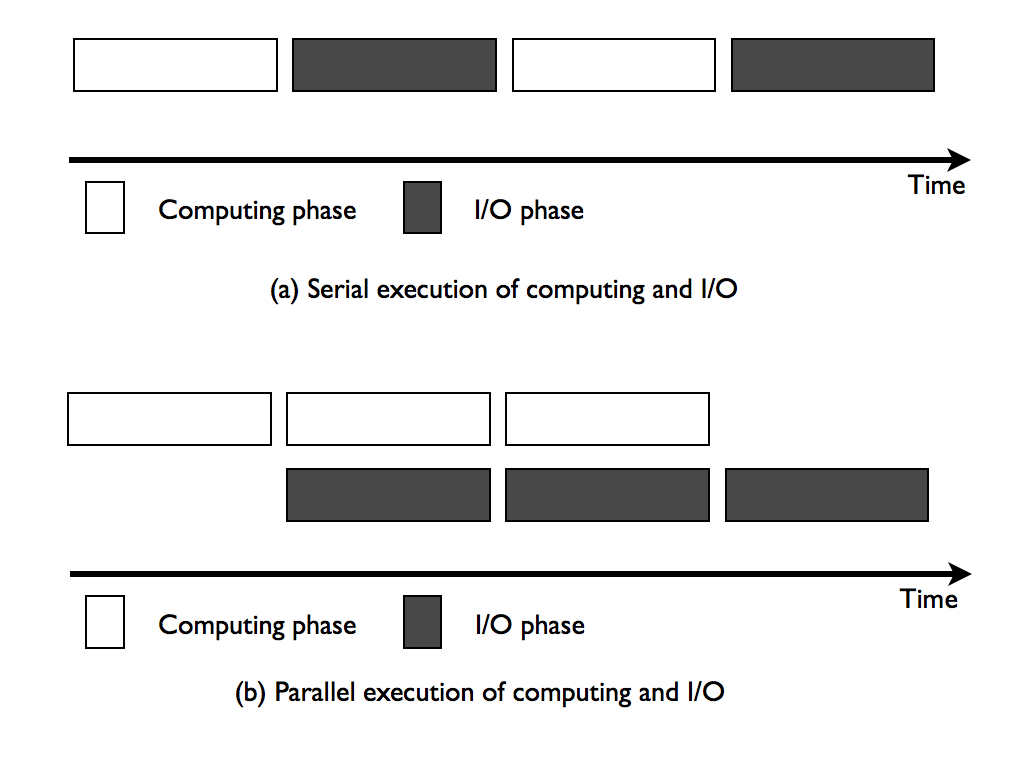 Time
Computing phase I/O phase
(a) Serial execution of computing and I/O
Time
Computing phase I/O phase
(b) Parallel execution of computing and I/O